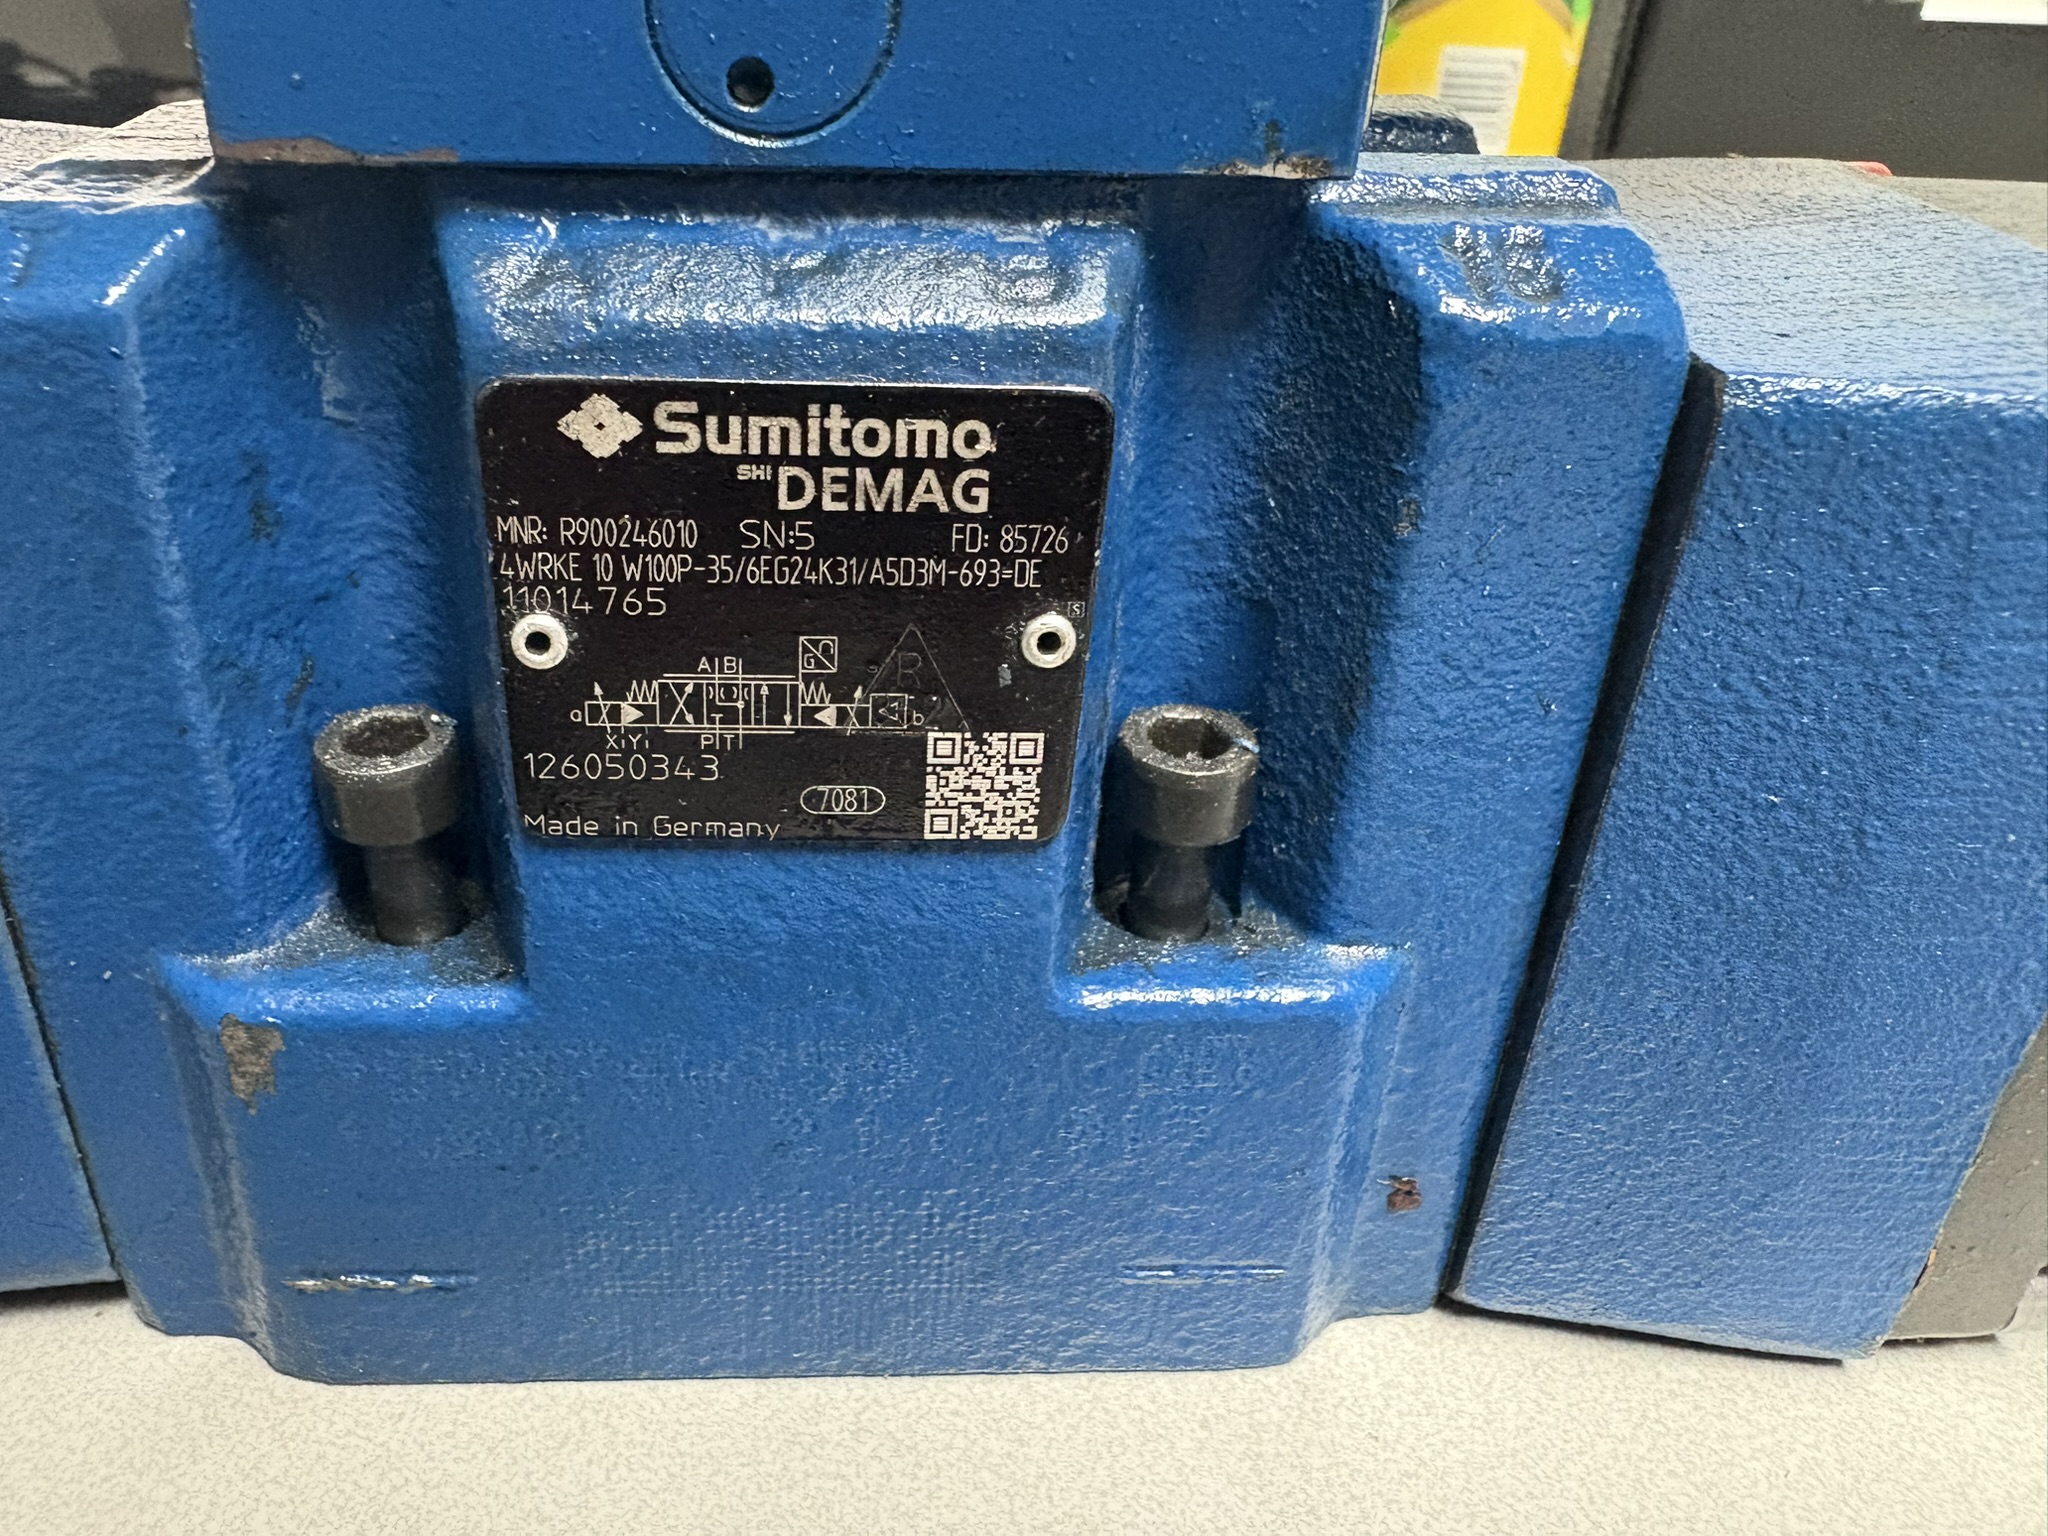 Sumitomo
SHI DEMAG
MNR: R900246010 SN:5 FD: 85726
4WRKE 10 W100P-35/6EG24K31/A5D3M-693=DE
11014765
S
A B
G
R
a b
T
X Y P T
126050343
7081
Made in Germany